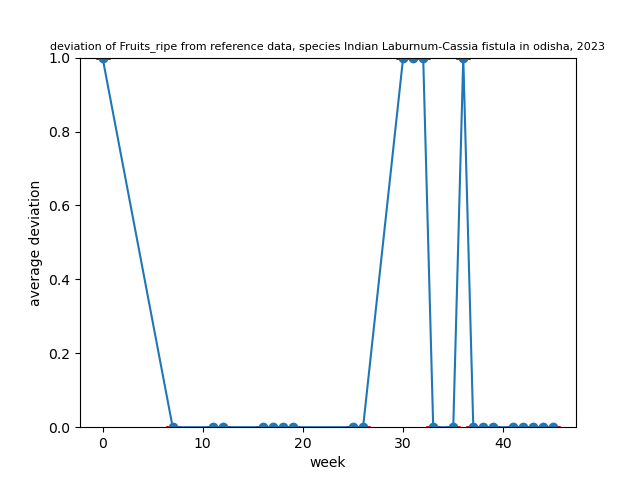 deviation of Fruits_ripe from reference data, species Indian Laburnum-Cassia fistula in odisha, 2023
1.0
0.8
0.6
0.4
0.2
0.0
average deviation
0 10 20 30 40
week